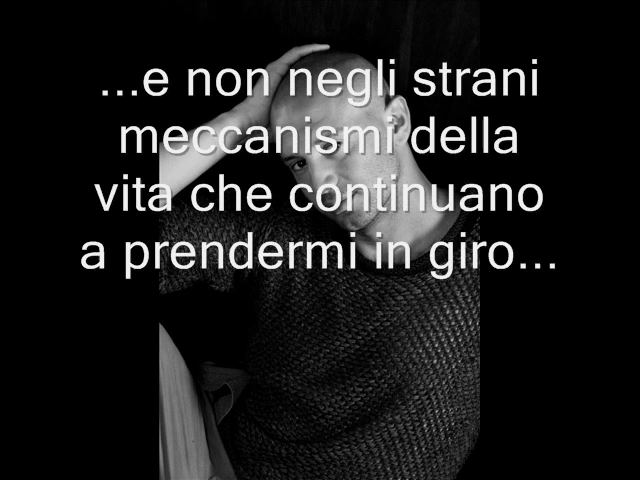 ...e non negli strani
meccanismi della
vita che continuano
a prendermi in giro...